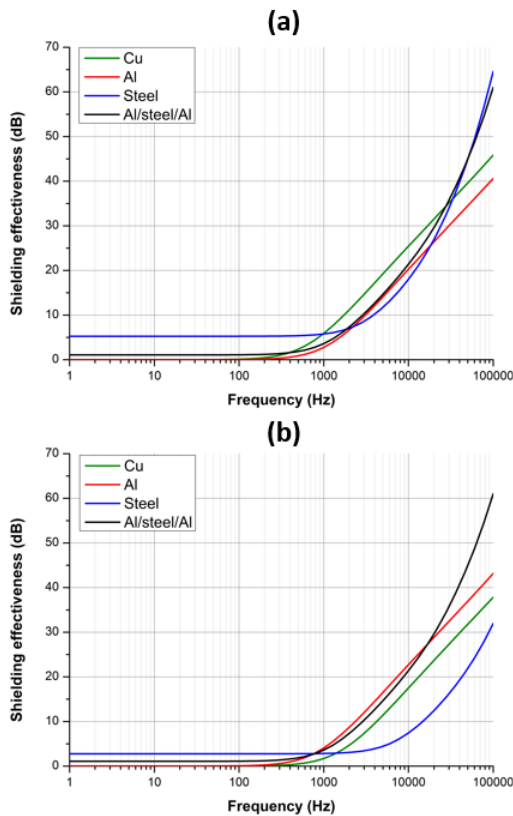 (a)
70
60
50
40
30
20
10
0
Shielding effectiveness (dB)
Cu
Al
Steel
Al/steel/Al
1 10 100 1000 10000 100000
Frequency (Hz)
(b)
70
60
50
40
30
20
10
0
Shielding effectiveness (dB)
Cu
Al
Steel
Al/steel/Al
1 10 100 1000 10000 100000
Frequency (Hz)